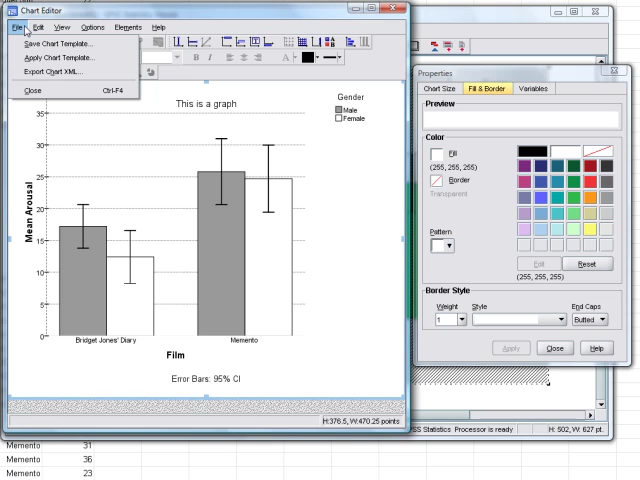 Chart Editor
File Edit View Options Elements Help
Save Chart Template...
Apply Chart Template...
Export Chart XML...
Close Ctrl-F4
B I A
This is a graph
Gender
Male
Female
Mean Arousal
35
30
25
20
15
10
5
0
Bridget Jones' Diary Memento
Film
Error Bars: 95% CI
H:376.5, W:470.25 points
Properties
Chart Size Fill & Border Variables
Preview
Color
Fill
(255, 255, 255)
Border
Transparent
Pattern
Edit Reset
(255, 255, 255)
Border Style
Weight Style End Caps
1 Butted
Apply Close Help
SS Statistics Processor is ready H: 502, W: 627 pt.
Memento 31
Memento 36
Memento 23